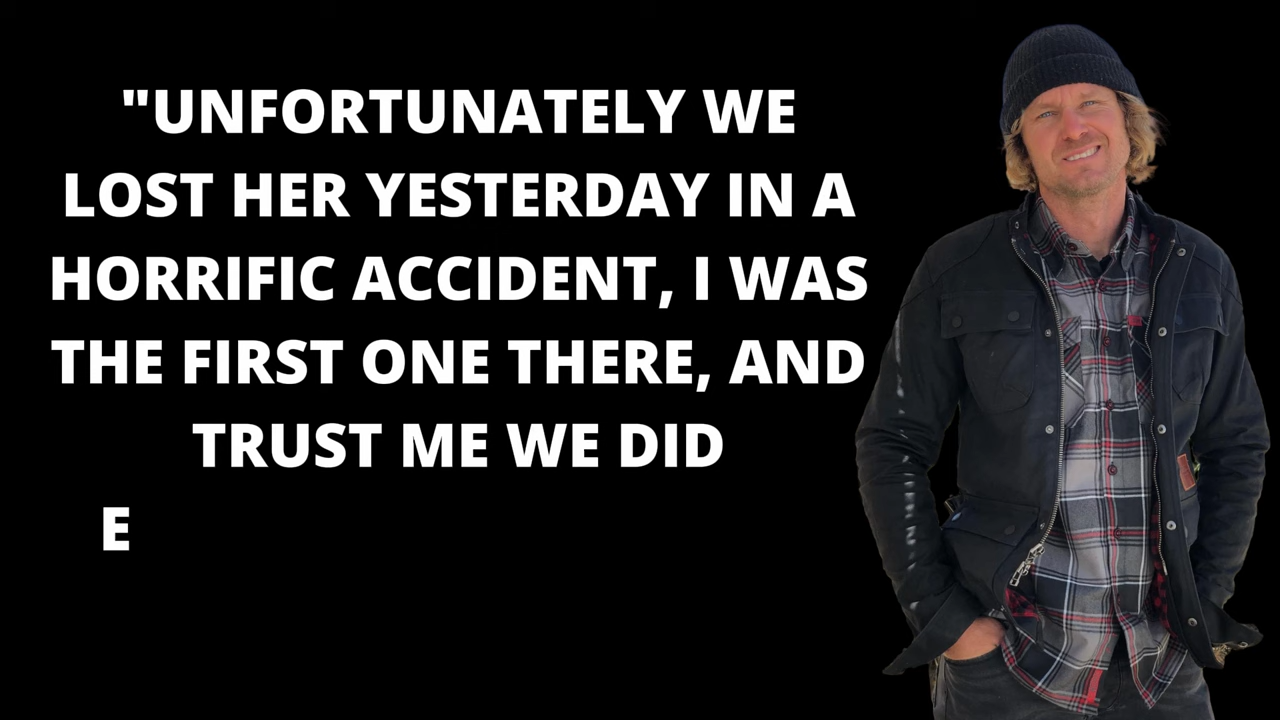 "UNFORTUNATELY WE
LOST HER YESTERDAY IN A
HORRIFIC ACCIDENT, I WAS
THE FIRST ONE THERE, AND
TRUST ME WE DID
E